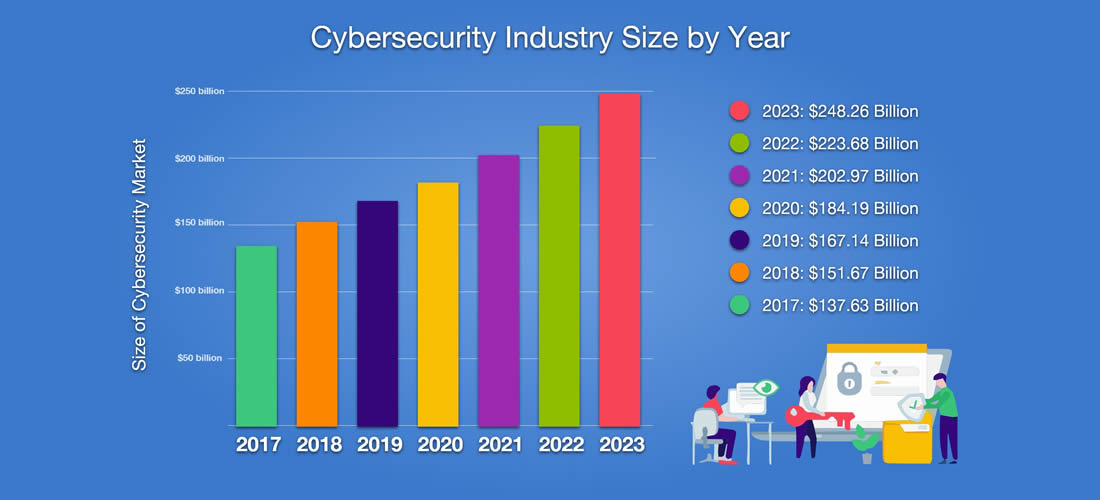 Cybersecurity Industry Size by Year
Size of Cybersecurity Market
$250 billion
$200 billion
$150 billion
$100 billion
$50 billion
2017
2018
2019
2020
2021
2022
2023
2023: $248.26 Billion
2022: $223.68 Billion
2021: $202.97 Billion
2020: $184.19 Billion
2019: $167.14 Billion
2018: $151.67 Billion
2017: $137.63 Billion